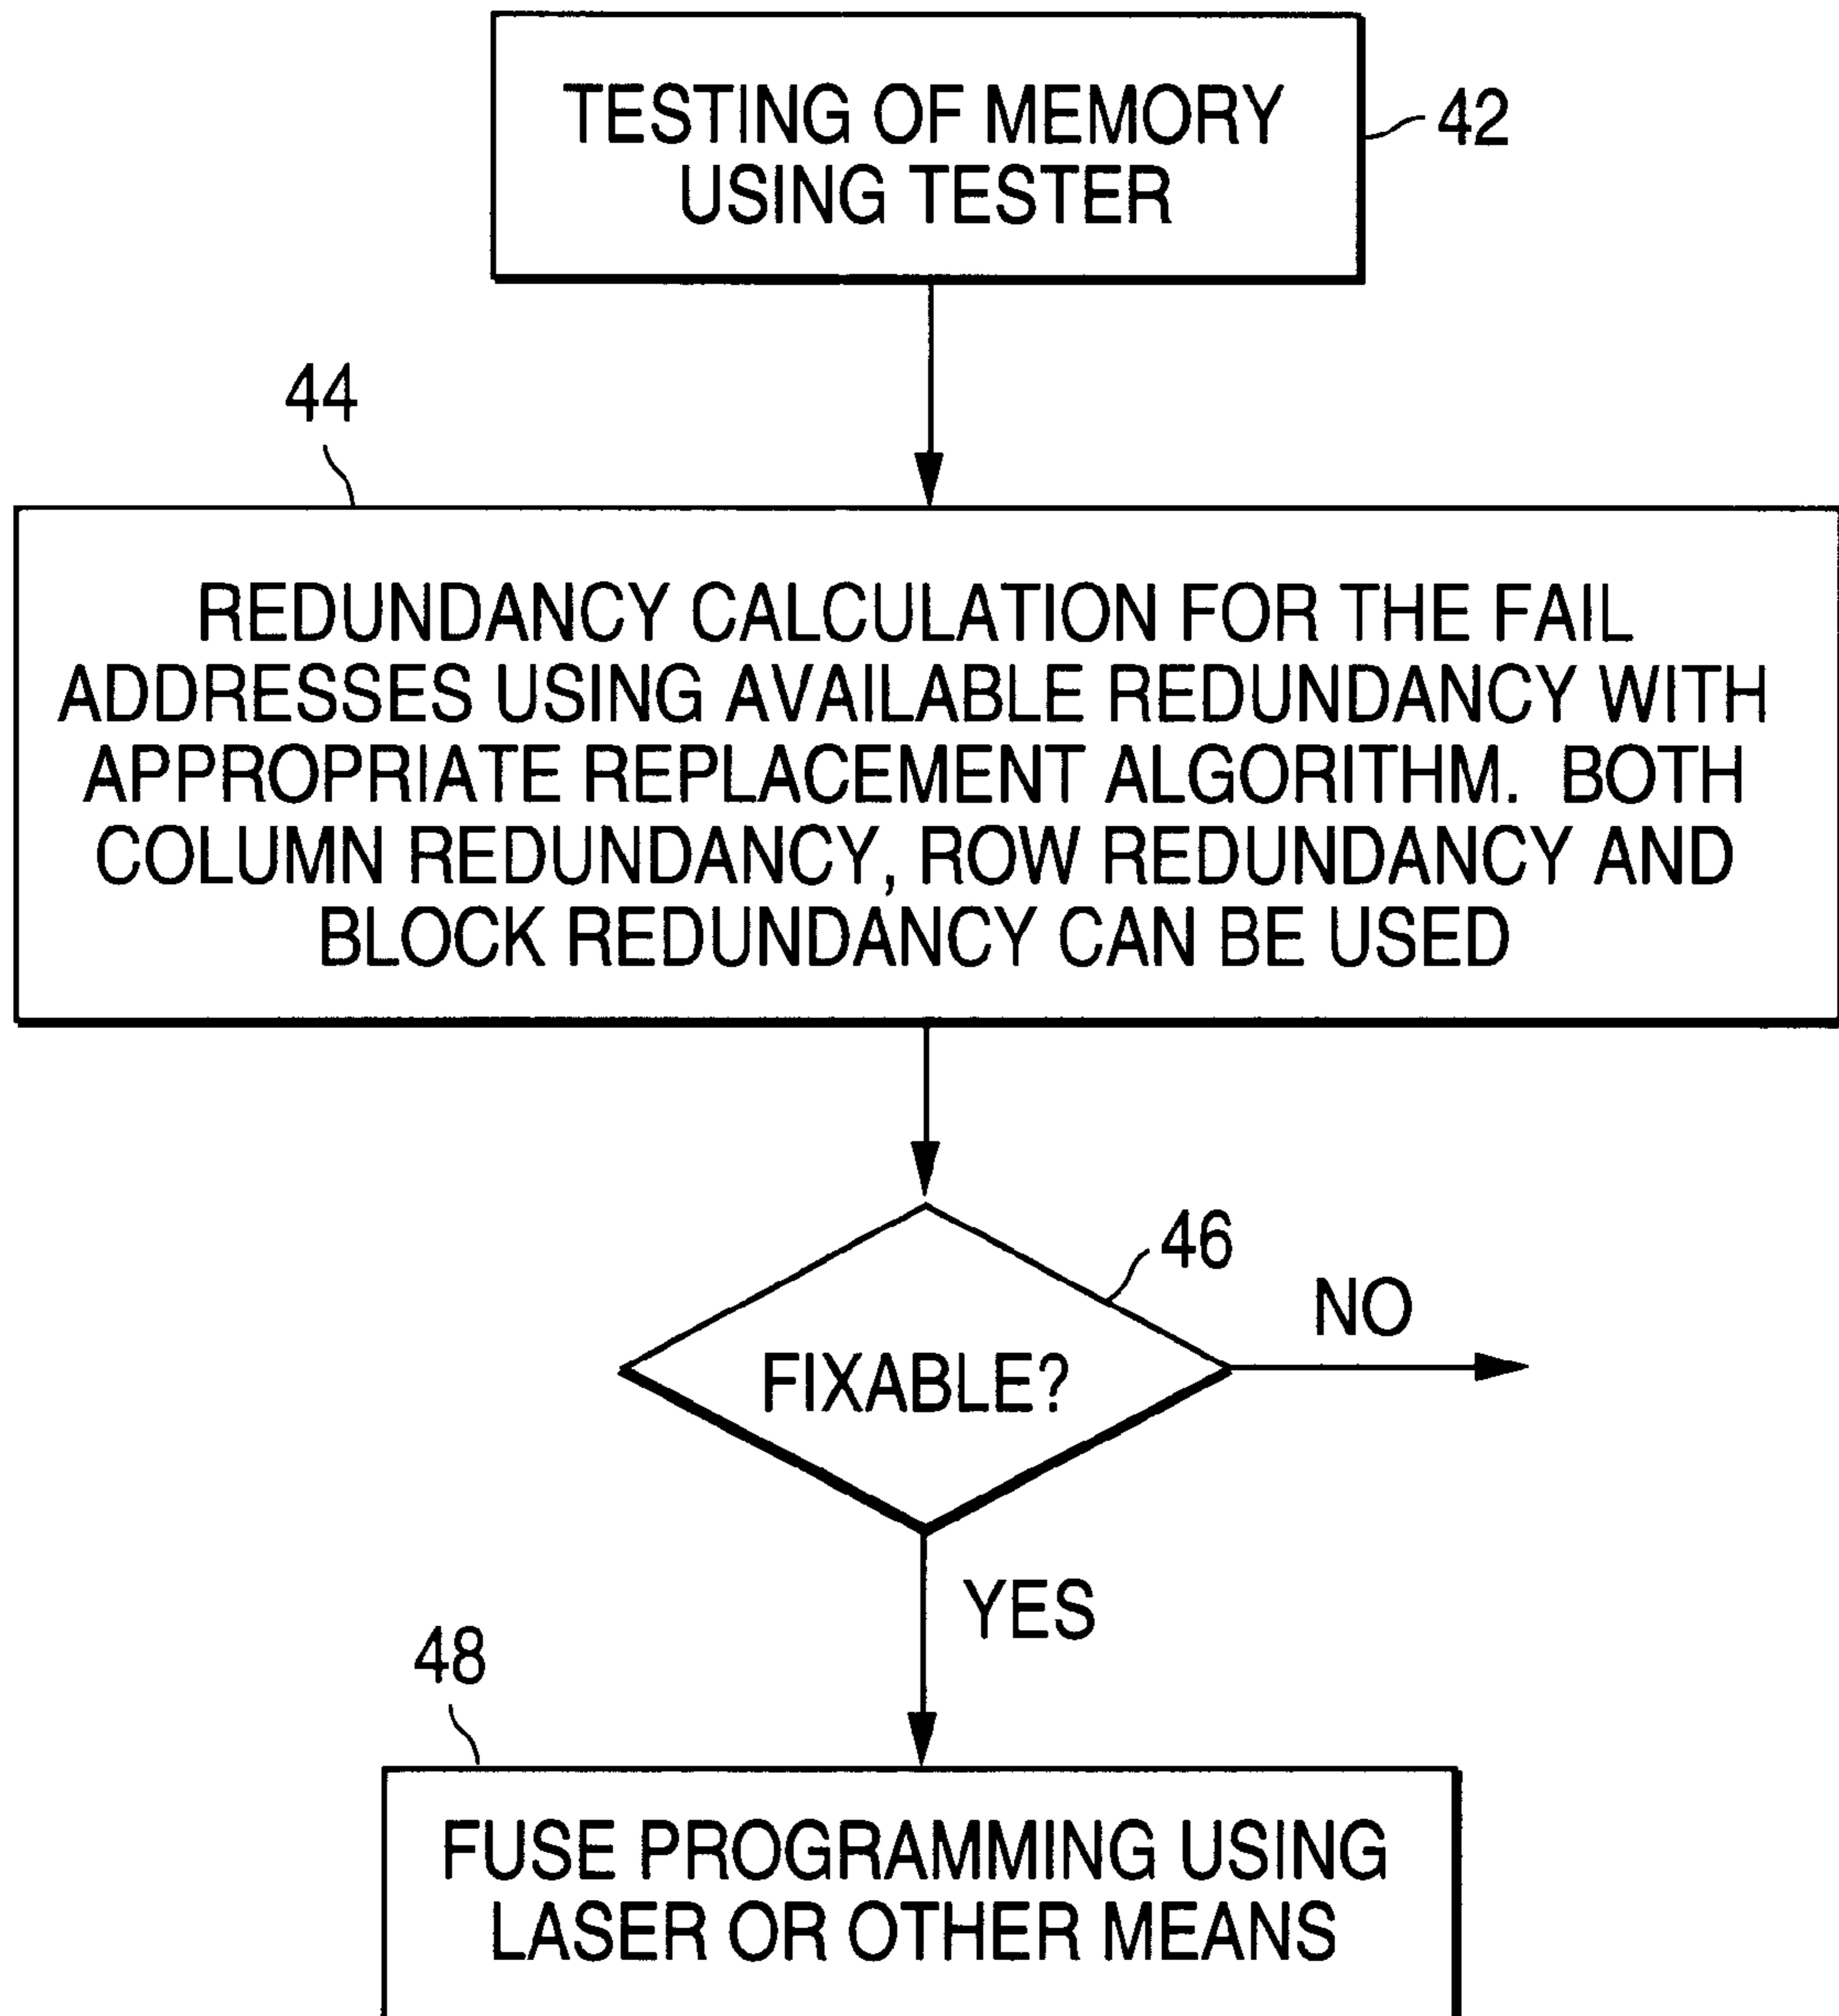 TESTING OF MEMORY
USING TESTER
42
44
REDUNDANCY CALCULATION FOR THE FAIL
ADDRESSES USING AVAILABLE REDUNDANCY WITH
APPROPRIATE REPLACEMENT ALGORITHM. BOTH
COLUMN REDUNDANCY, ROW REDUNDANCY AND
BLOCK REDUNDANCY CAN BE USED
46
FIXABLE?
NO
YES
48
FUSE PROGRAMMING USING
LASER OR OTHER MEANS